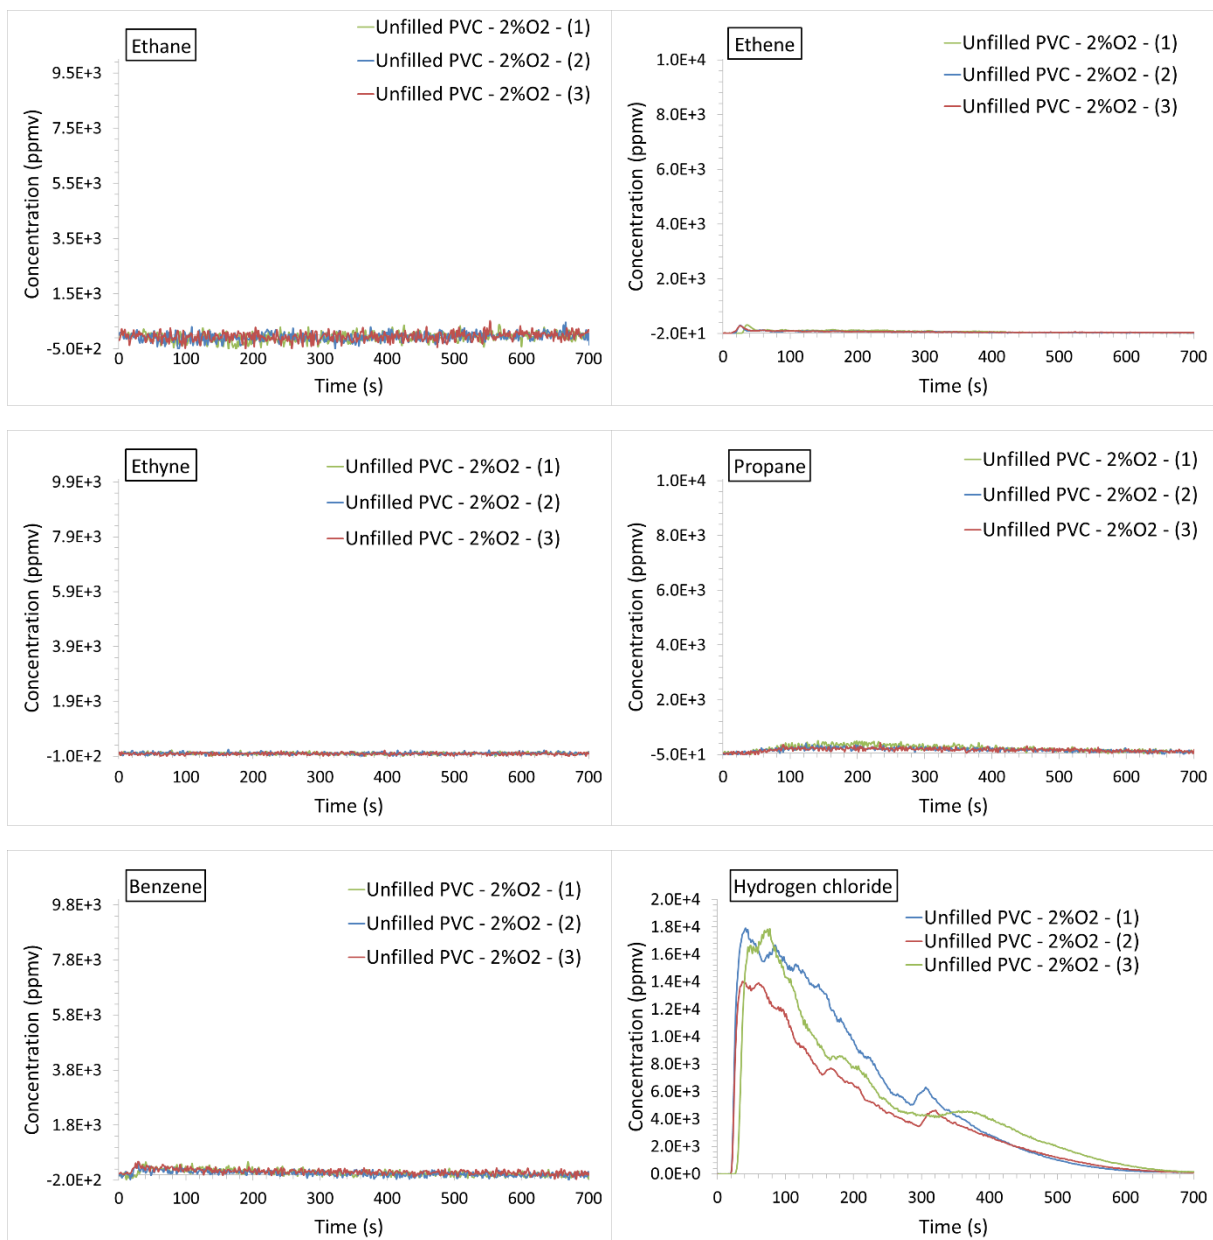 Ethane
Unfilled PVC - 2%O2 - (1)
Unfilled PVC - 2%O2 - (2)
Unfilled PVC - 2%O2 - (3)
Concentration (ppmv)
9.5E+3
7.5E+3
5.5E+3
3.5E+3
1.5E+3
-5.0E+2
0 100 200 300 400 500 600 700
Time (s)
Ethene
Unfilled PVC - 2%O2 - (1)
Unfilled PVC - 2%O2 - (2)
Unfilled PVC - 2%O2 - (3)
Concentration (ppmv)
1.0E+4
8.0E+3
6.0E+3
4.0E+3
2.0E+3
-2.0E+1
0 100 200 300 400 500 600 700
Time (s)
Ethyne
Unfilled PVC - 2%O2 - (1)
Unfilled PVC - 2%O2 - (2)
Unfilled PVC - 2%O2 - (3)
Concentration (ppmv)
9.9E+3
7.9E+3
5.9E+3
3.9E+3
1.9E+3
-1.0E+2
0 100 200 300 400 500 600 700
Time (s)
Propane
Unfilled PVC - 2%O2 - (1)
Unfilled PVC - 2%O2 - (2)
Unfilled PVC - 2%O2 - (3)
Concentration (ppmv)
1.0E+4
8.0E+3
6.0E+3
4.0E+3
2.0E+3
-5.0E+1
0 100 200 300 400 500 600 700
Time (s)
Benzene
Unfilled PVC - 2%O2 - (1)
Unfilled PVC - 2%O2 - (2)
Unfilled PVC - 2%O2 - (3)
Concentration (ppmv)
9.8E+3
7.8E+3
5.8E+3
3.8E+3
1.8E+3
-2.0E+2
0 100 200 300 400 500 600 700
Time (s)
Hydrogen chloride
Unfilled PVC - 2%O2 - (1)
Unfilled PVC - 2%O2 - (2)
Unfilled PVC - 2%O2 - (3)
Concentration (ppmv)
2.0E+4
1.8E+4
1.6E+4
1.4E+4
1.2E+4
1.0E+4
8.0E+3
6.0E+3
4.0E+3
2.0E+3
0.0E+0
0 100 200 300 400 500 600 700
Time (s)